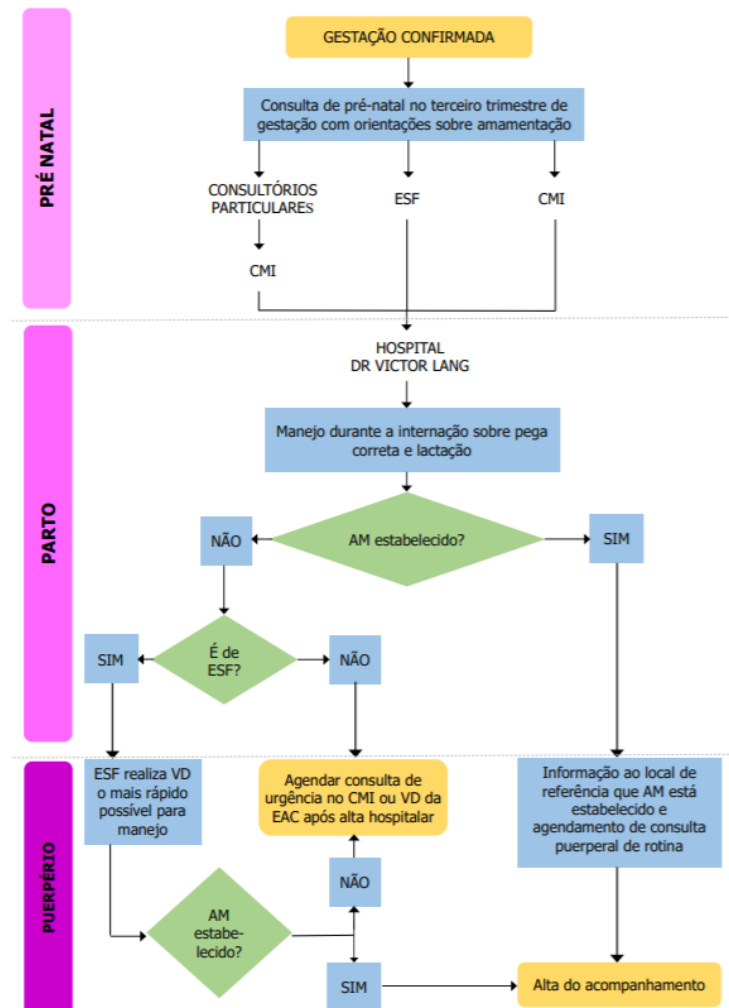 PRÉ NATAL
GESTAÇÃO CONFIRMADA
Consulta de pré-natal no terceiro trimestre de
gestação com orientações sobre amamentação
CONSULTÓRIOS
PARTICULARES
ESF
CMI
CMI
PARTO
HOSPITAL
DR VICTOR LANG
Manejo durante a internação sobre pega
correta e lactação
NÃO
AM estabelecido?
SIM
SIM
É de
ESF?
NÃO
PUERPÉRIO
ESF realiza VD
o mais rápido
possível para
manejo
Agendar consulta de
urgência no CMI ou VD da
EAC após alta hospitalar
Informação ao local de
referência que AM está
estabelecido e
agendamento de consulta
puerperal de rotina
NÃO
AM
estabe-
lecido?
SIM
Alta do acompanhamento